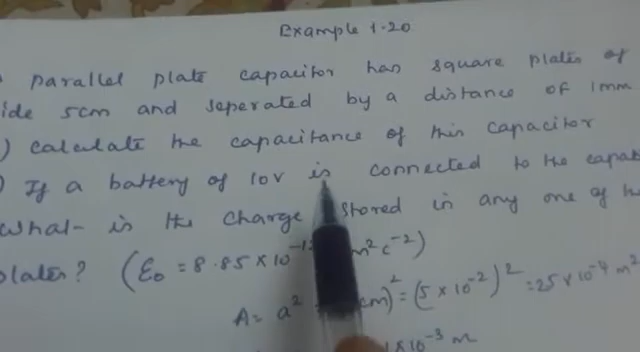 Example 1.20
parallel plate capacitor has square plates of
ide 5cm and seperated by a distance of 1mm
) calculate the capacitance of this capacitor
) If a battery of 10V is connected to the capa
What is the charge stored in any one of
plates? (ε₀ = 8.85 × 10⁻¹ m² c⁻²)
A = a² cm)² = (5 × 10⁻²)² = 25 × 10⁻⁴ m²
× 10⁻³ m